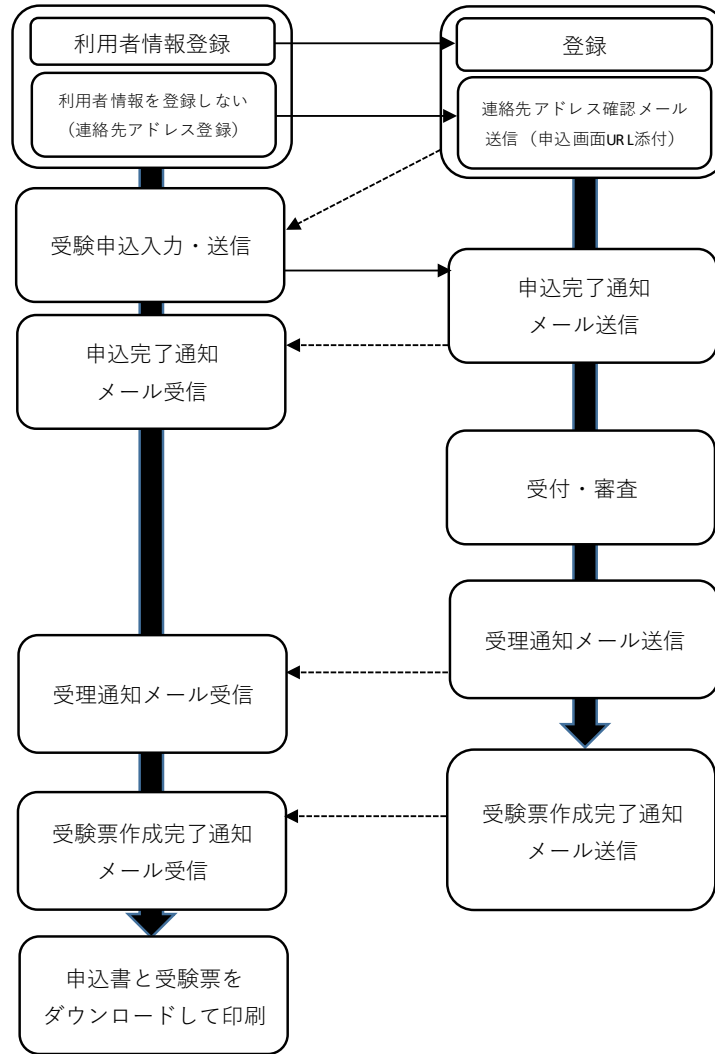 利用者情報登録
登録
利用者情報を登録しない
（連絡先アドレス登録）
連絡先アドレス確認メール
送信（申込画面URL添付）
受験申込入力・送信
申込完了通知
メール送信
申込完了通知
メール受信
受付・審査
受理通知メール送信
受理通知メール受信
受験票作成完了通知
メール送信
受験票作成完了通知
メール受信
申込書と受験票を
ダウンロードして印刷